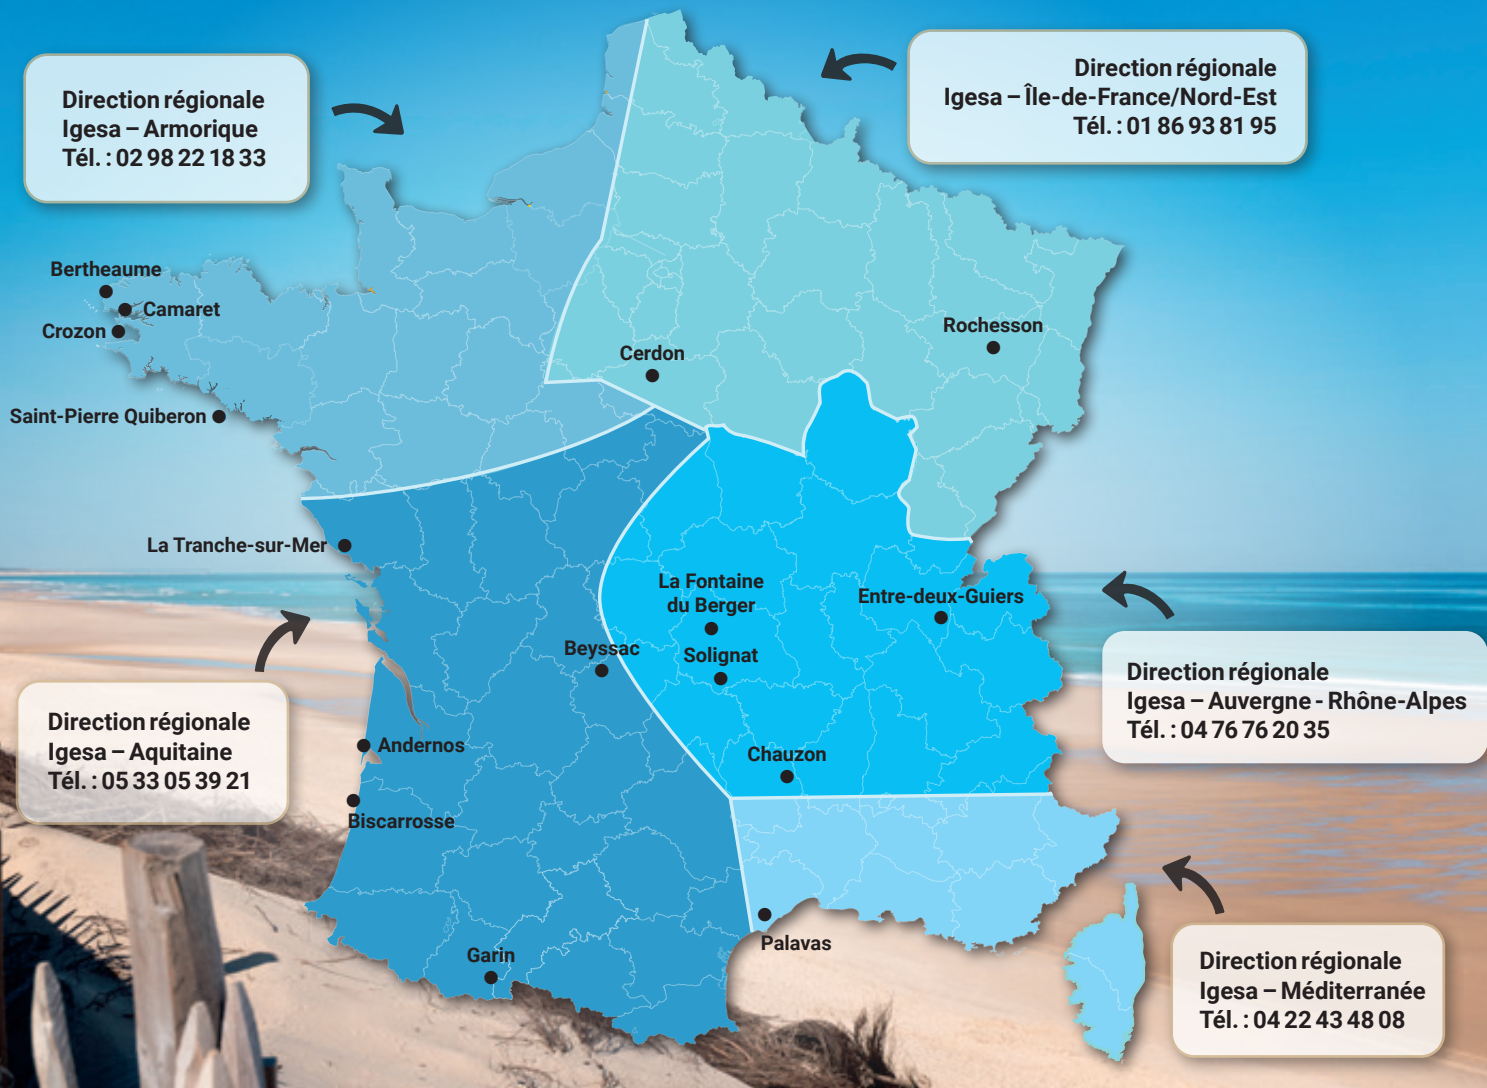 Direction régionale
Igesa – Armorique
Tél. : 02 98 22 18 33
Direction régionale
Igesa – Île-de-France/Nord-Est
Tél. : 01 86 93 81 95
Bertheaume
Camaret
Crozon
Saint-Pierre Quiberon
Cerdon
Rochesson
La Tranche-sur-Mer
La Fontaine
du Berger
Entre-deux-Guiers
Beyssac
Solignat
Direction régionale
Igesa – Auvergne - Rhône-Alpes
Tél. : 04 76 76 20 35
Direction régionale
Igesa – Aquitaine
Tél. : 05 33 05 39 21
Andernos
Chauzon
Biscarrosse
Palavas
Garin
Direction régionale
Igesa – Méditerranée
Tél. : 04 22 43 48 08